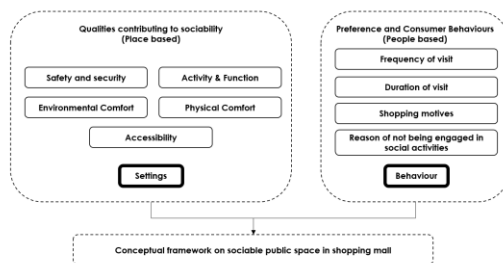 Qualities contributing to sociability
(Place based)
Safety and security
Activity & Function
Environmental Comfort
Physical Comfort
Accessibility
Settings
Preference and Consumer Behaviours
(People based)
Frequency of visit
Duration of visit
Shopping motives
Reason of not being engaged in
social activities
Behaviour
Conceptual framework on sociable public space in shopping mall